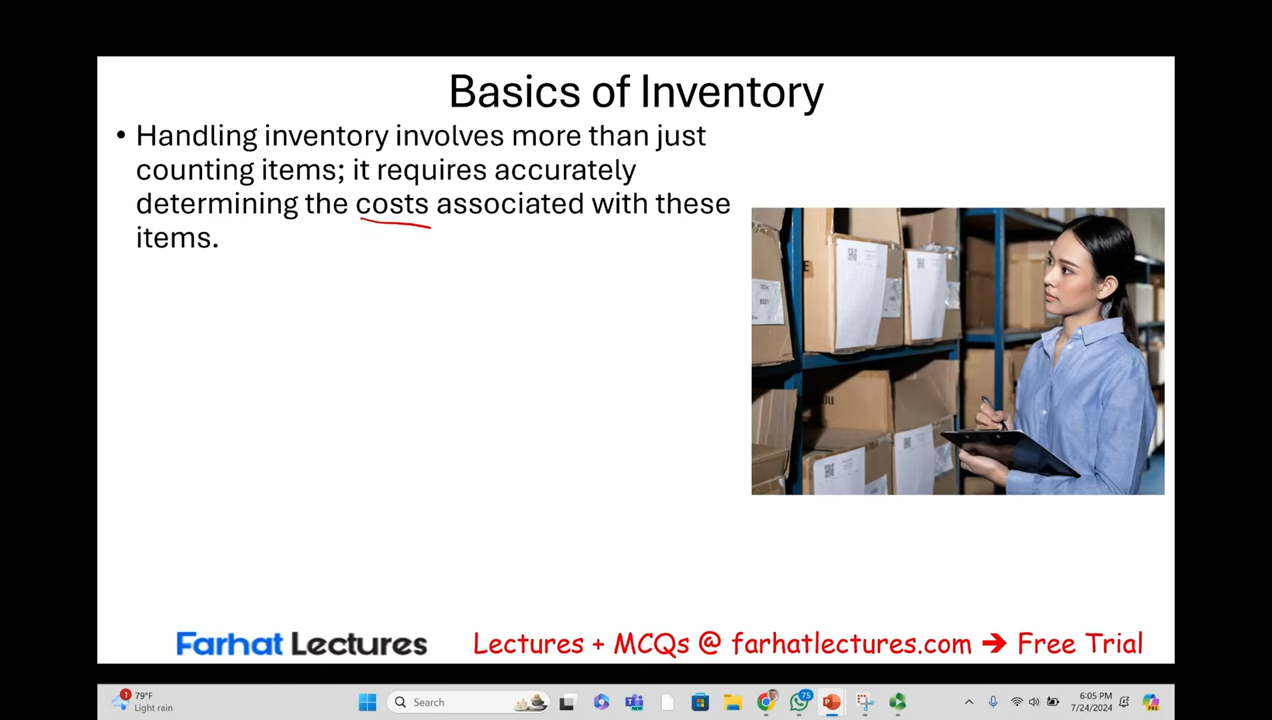 Basics of Inventory
• Handling inventory involves more than just
counting items; it requires accurately
determining the costs associated with these
items.
Farhat Lectures
Lectures + MCQs @ farhatlectures.com ➔ Free Trial
1
79°F
Light rain
Search
75
6:05 PM
7/24/2024